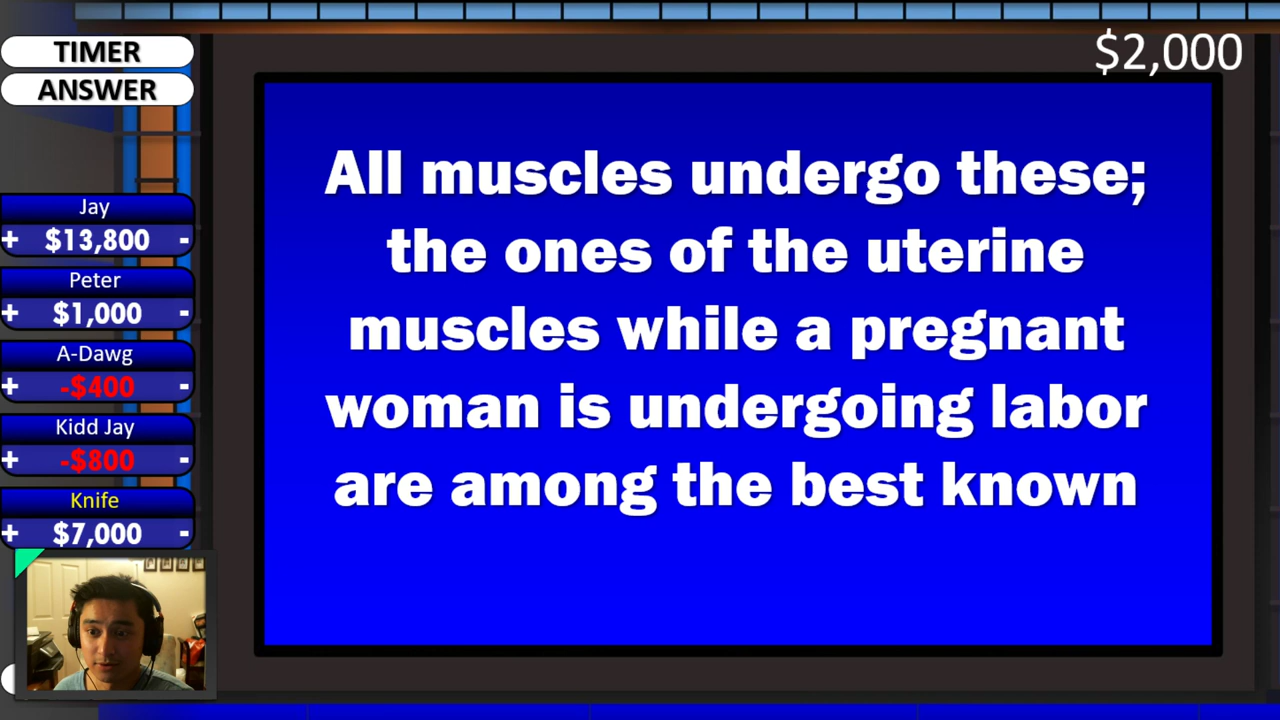 $2,000
TIMER
ANSWER
All muscles undergo these;
the ones of the uterine
muscles while a pregnant
woman is undergoing labor
are among the best known
Jay
+ $13,800 -
Peter
+ $1,000 -
A-Dawg
+ -$400 -
Kidd Jay
+ -$800 -
Knife
+ $7,000 -